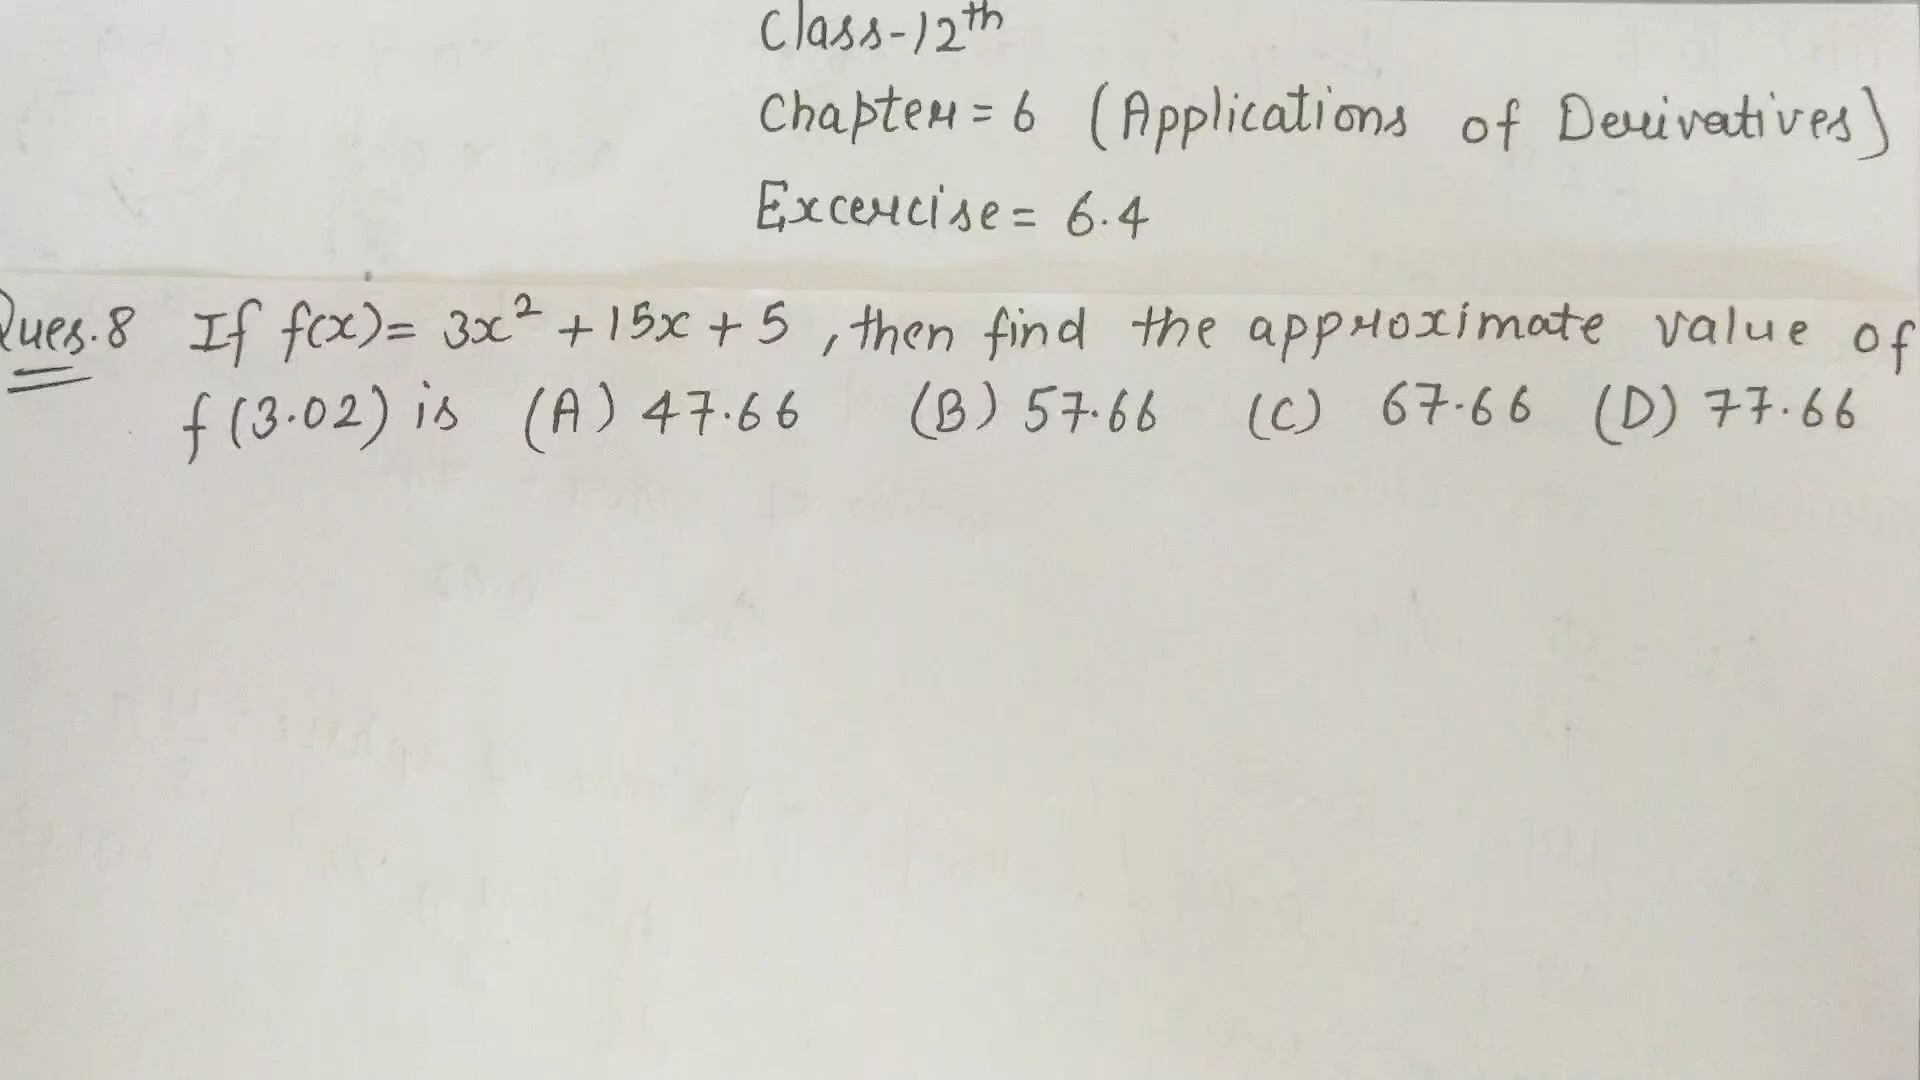 Class-12th
Chapter = 6 (Applications of Derivatives)
Excercise = 6.4
Ques.8 If f(x) = 3x² + 15x + 5 , then find the approximate value of
f (3.02) is (A) 47.66 (B) 57.66 (C) 67.66 (D) 77.66